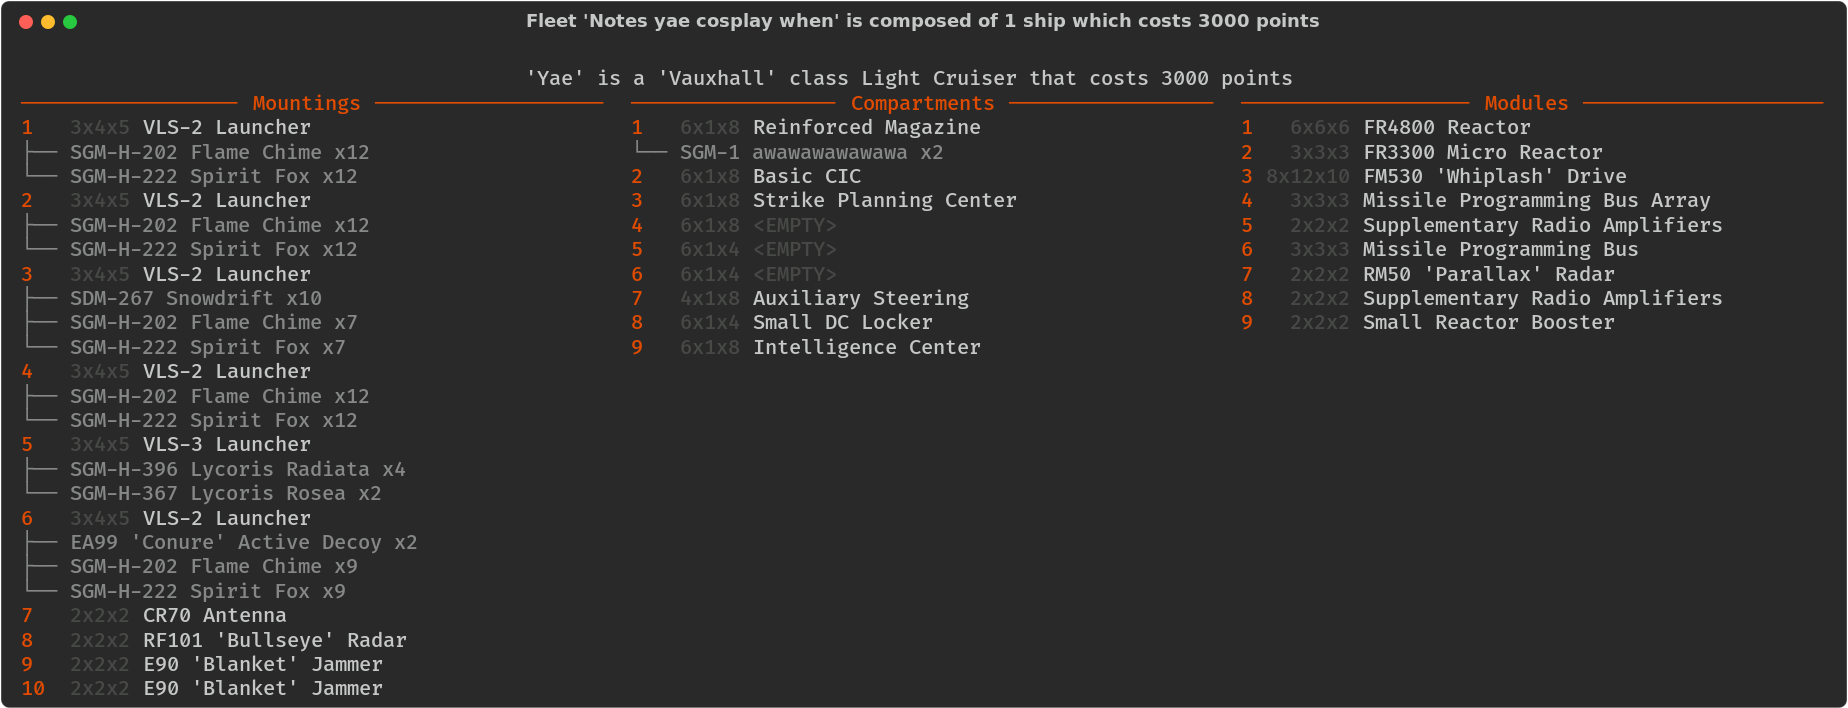 Fleet 'Notes yae cosplay when' is composed of 1 ship which costs 3000 points
'Yae' is a 'Vauxhall' class Light Cruiser that costs 3000 points
Mountings
1 3x4x5 VLS-2 Launcher
SGM-H-202 Flame Chime x12
SGM-H-222 Spirit Fox x12
2 3x4x5 VLS-2 Launcher
SGM-H-202 Flame Chime x12
SGM-H-222 Spirit Fox x12
3 3x4x5 VLS-2 Launcher
SDM-267 Snowdrift x10
SGM-H-202 Flame Chime x7
SGM-H-222 Spirit Fox x7
4 3x4x5 VLS-2 Launcher
SGM-H-202 Flame Chime x12
SGM-H-222 Spirit Fox x12
5 3x4x5 VLS-3 Launcher
SGM-H-396 Lycoris Radiata x4
SGM-H-367 Lycoris Rosea x2
6 3x4x5 VLS-2 Launcher
EA99 'Conure' Active Decoy x2
SGM-H-202 Flame Chime x9
SGM-H-222 Spirit Fox x9
7 2x2x2 CR70 Antenna
8 2x2x2 RF101 'Bullseye' Radar
9 2x2x2 E90 'Blanket' Jammer
10 2x2x2 E90 'Blanket' Jammer
Compartments
1 6x1x8 Reinforced Magazine
SGM-1 awawawawawawa x2
2 6x1x8 Basic CIC
3 6x1x8 Strike Planning Center
4 6x1x8 <EMPTY>
5 6x1x4 <EMPTY>
6 6x1x4 <EMPTY>
7 4x1x8 Auxiliary Steering
8 6x1x4 Small DC Locker
9 6x1x8 Intelligence Center
Modules
1 6x6x6 FR4800 Reactor
2 3x3x3 FR3300 Micro Reactor
3 8x12x10 FM530 'Whiplash' Drive
4 3x3x3 Missile Programming Bus Array
5 2x2x2 Supplementary Radio Amplifiers
6 3x3x3 Missile Programming Bus
7 2x2x2 RM50 'Parallax' Radar
8 2x2x2 Supplementary Radio Amplifiers
9 2x2x2 Small Reactor Booster